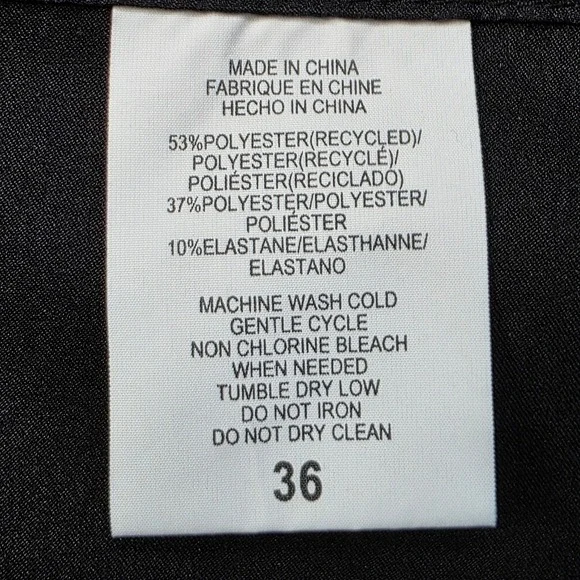 MADE IN CHINA
FABRIQUE EN CHINE
HECHO IN CHINA
53%POLYESTER(RECYCLED)/
POLYESTER(RECYCLÉ)/
POLIÉSTER(RECICLADO)
37%POLYESTER/POLYESTER/
POLIÉSTER
10%ELASTANE/ELASTHANNE/
ELASTANO
MACHINE WASH COLD
GENTLE CYCLE
NON CHLORINE BLEACH
WHEN NEEDED
TUMBLE DRY LOW
DO NOT IRON
DO NOT DRY CLEAN
36